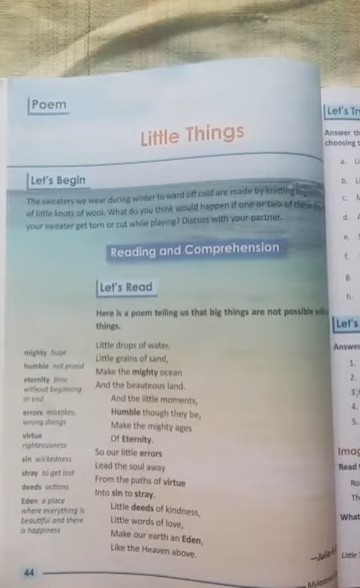 Poem
Little Things
Let's Begin
The sweaters we wear during winter to ward off cold are made by knitting
of little knots of wool. What do you think would happen if one or two of these
your sweater get torn or cut while playing? Discuss with your partner.
Reading and Comprehension
Let's Read
Here is a poem telling us that big things are not possible
things.
Little drops of water,
Little grains of sand,
Make the mighty ocean
And the beauteous land.
And the little moments,
Humble though they be,
Make the mighty ages
Of Eternity.
So our little errors
Lead the soul away
From the paths of virtue
Into sin to stray.
Little deeds of kindness,
Little words of love,
Make our earth an Eden,
Like the Heaven above.
mighty huge
humble not proud
eternity time
without beginning
or end
errors mistakes,
wrong doings
virtue
righteousness
sin wickedness
stray to get lost
deeds actions
Eden a place
where everything is
beautiful and there
is happiness
44
Let's Tr
Answer th
choosing t
a.
b.
c.
d.
e.
f.
g.
h.
Let's
Answer
1.
2.
3.
4.
5.
Imag
Read
Ro
Th
What
Little